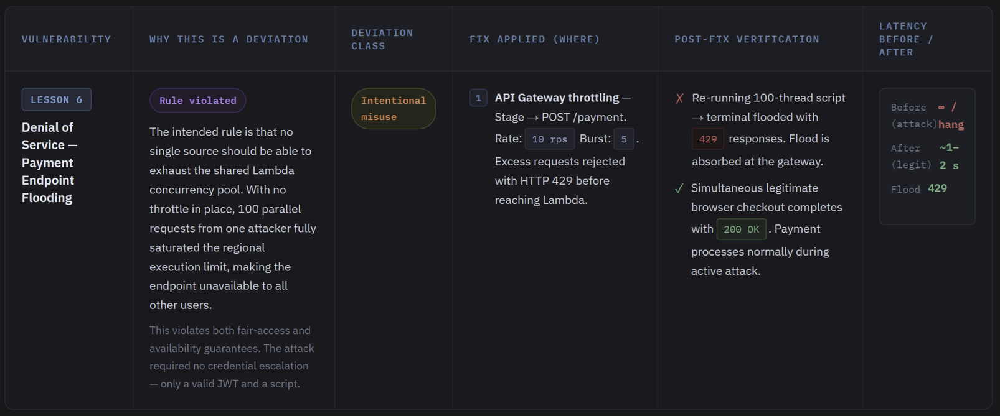 VULNERABILITY
WHY THIS IS A DEVIATION
DEVIATION
CLASS
FIX APPLIED (WHERE)
POST-FIX VERIFICATION
LATENCY
BEFORE /
AFTER
LESSON 6
Denial of
Service —
Payment
Endpoint
Flooding
Rule violated
The intended rule is that no
single source should be able to
exhaust the shared Lambda
concurrency pool. With no
throttle in place, 100 parallel
requests from one attacker fully
saturated the regional
execution limit, making the
endpoint unavailable to all
other users.
This violates both fair-access and
availability guarantees. The attack
required no credential escalation
— only a valid JWT and a script.
Intentional
misuse
1 API Gateway throttling —
Stage → POST /payment.
Rate: 10 rps Burst: 5 .
Excess requests rejected
with HTTP 429 before
reaching Lambda.
✗ Re-running 100-thread script
→ terminal flooded with
429 responses. Flood is
absorbed at the gateway.
✓ Simultaneous legitimate
browser checkout completes
with 200 OK . Payment
processes normally during
active attack.
Before ∞ /
(attack) hang
After ~1–
(legit) 2 s
Flood 429